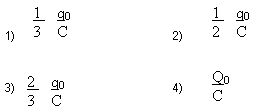 1) 1/3 q0/C
2) 1/2 q0/C
3) 2/3 q0/C
4) Q0/C